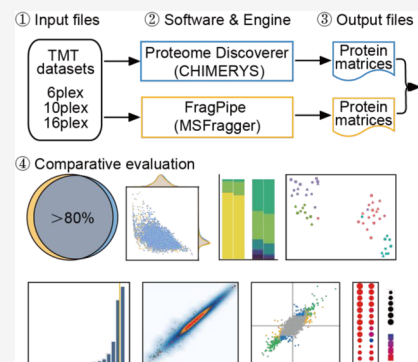 ① Input files
② Software & Engine
③ Output files
TMT
datasets
6plex
10plex
16plex
Proteome Discoverer
(CHIMERYS)
Protein
matrices
FragPipe
(MSFragger)
Protein
matrices
④ Comparative evaluation
>80%